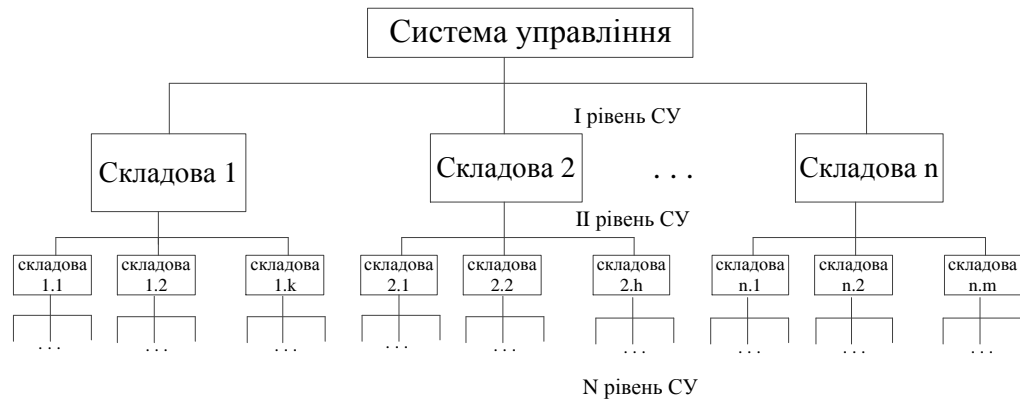 Система управління
І рівень СУ
Складова 1
Складова 2
. . .
Складова n
ІІ рівень СУ
складова
1.1
складова
1.2
складова
1.k
складова
2.1
складова
2.2
складова
2.h
складова
n.1
складова
n.2
складова
n.m
. . .
. . .
. . .
. . .
. . .
. . .
. . .
. . .
. . .
N рівень СУ